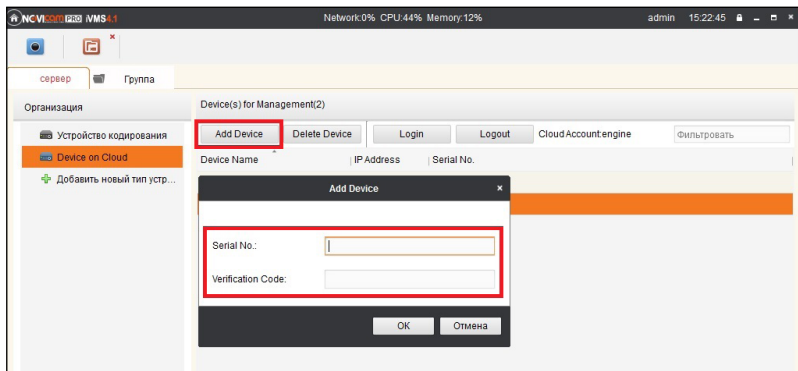 NOVIcam PRO iVMS4.1 Network:0% CPU:44% Memory:12% admin 15:22:45
сервер Группа
Организация
Device(s) for Management(2)
Устройство кодирования
Device on Cloud
Добавить новый тип устр...
Add Device Delete Device Login Logout Cloud Account:engine Фильтровать
Device Name IP Address Serial No.
Add Device
Serial No.:
Verification Code:
OK Отмена